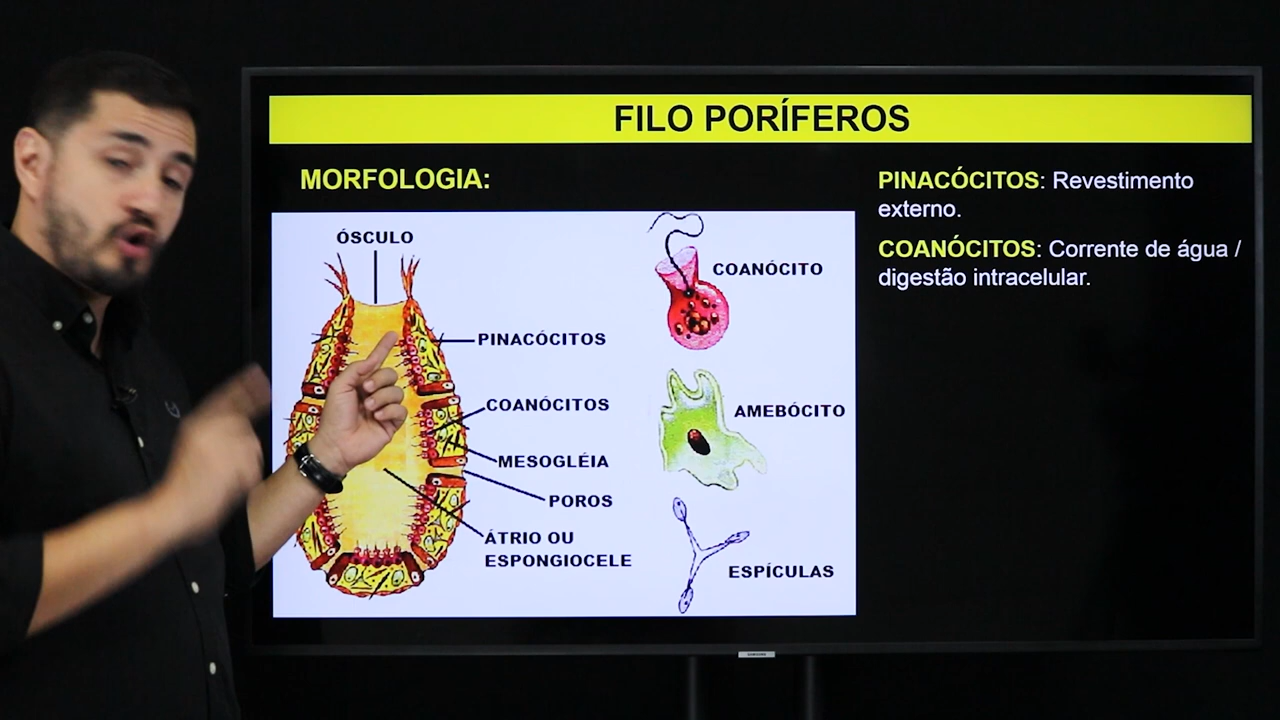 FILO PORÍFEROS
MORFOLOGIA:
ÓSCULO
PINACÓCITOS
COANÓCITOS
MESOGLÉIA
POROS
ÁTRIO OU
ESPONGIOCELE
COANÓCITO
AMEBÓCITO
ESPÍCULAS
PINACÓCITOS: Revestimento
externo.
COANÓCITOS: Corrente de água /
digestão intracelular.
SAMSUNG